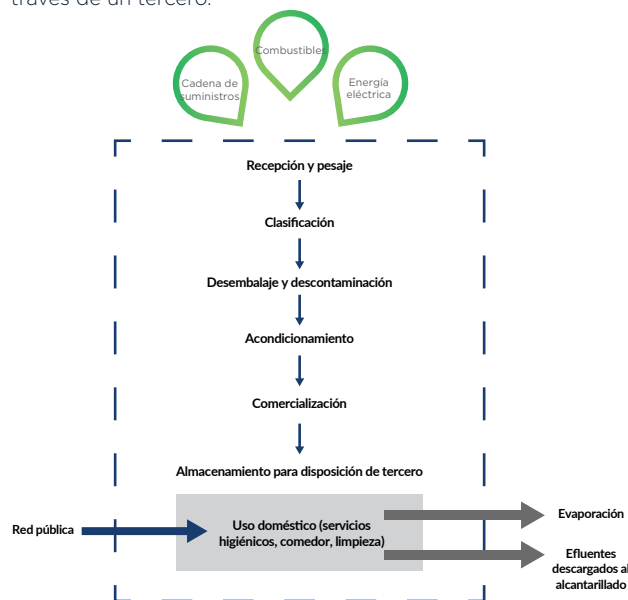 través de un tercero.
Combustibles
Cadena de
suministros
Energía
eléctrica
Recepción y pesaje
Clasificación
Desembalaje y descontaminación
Acondicionamiento
Comercialización
Almacenamiento para disposición de tercero
Red pública
Uso doméstico (servicios
higiénicos, comedor, limpieza)
Evaporación
Efluentes
descargados al
alcantarillado